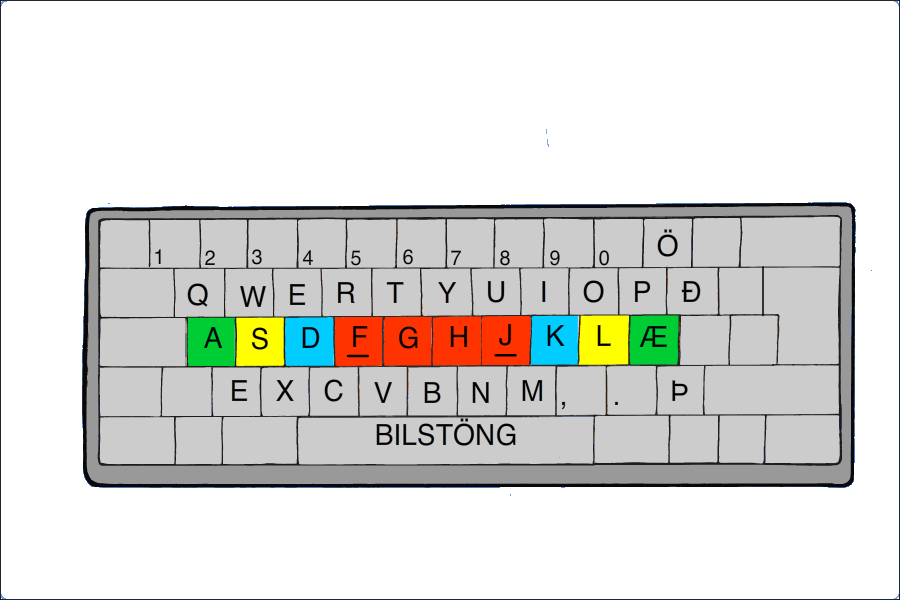 1 2 3 4 5 6 7 8 9 0 Ö
Q W E R T Y U I O P Ð
A S D F G H J K L Æ
E X C V B N M , . Þ
BILSTÖNG